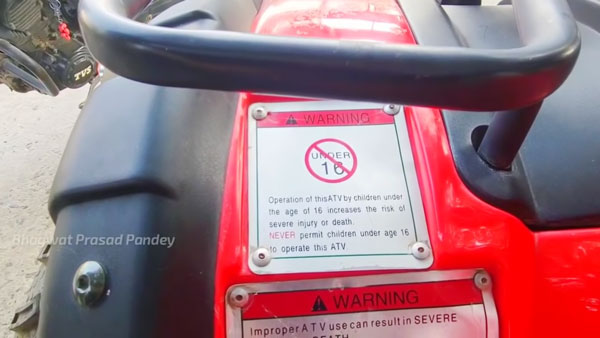 TVS
WARNING
UNDER
16
Operation of thisATV by children under
the age of 16 increases the risk of
severe injury or death.
NEVER permit children under age 16
to operate this ATV
Bhagwat Prasad Pandey
WARNING
Improper A T V use can result in SEVERE
DEATH